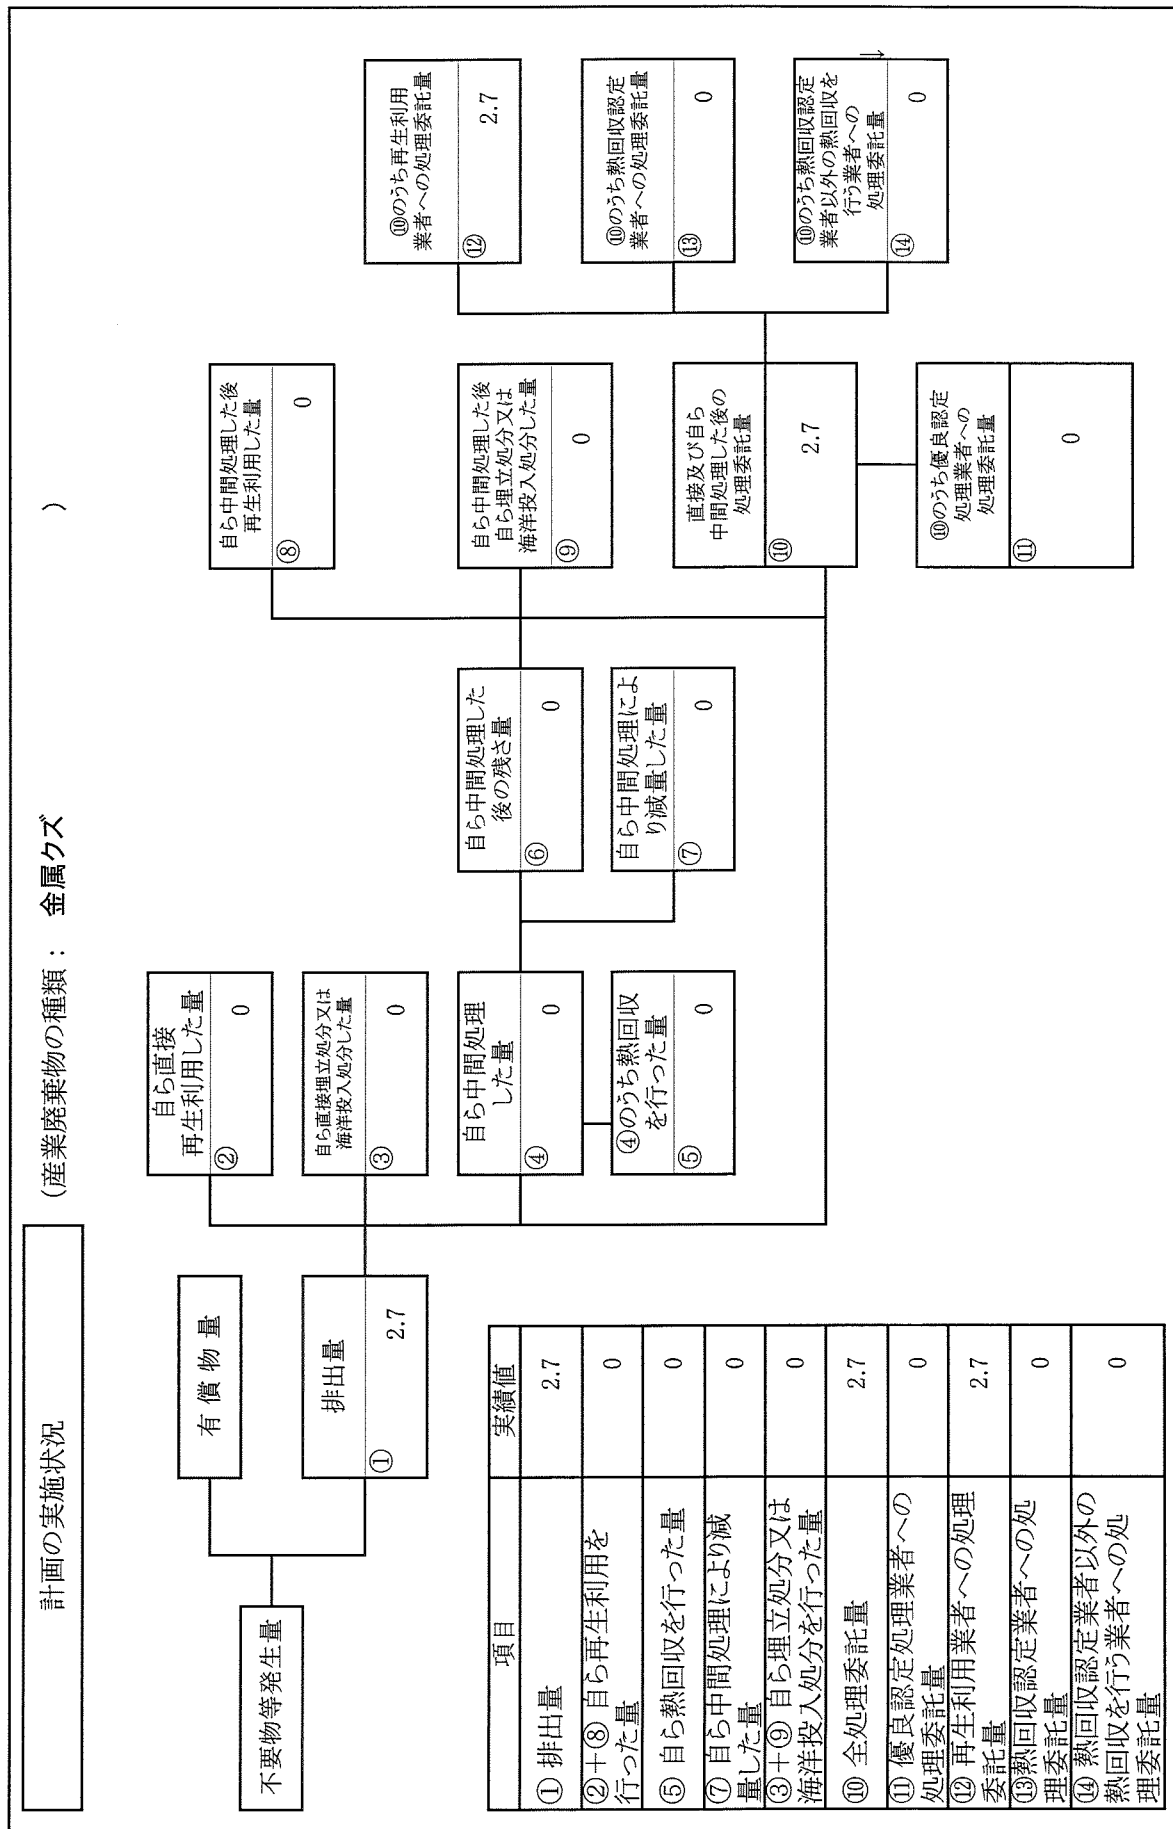 計画の実施状況
(産業廃棄物の種類： 金属クズ )
不要物等発生量
有 償 物 量
排出量
①
2.7
自ら直接
再生利用した量
②
0
自ら直接埋立処分又は
海洋投入処分した量
③
0
自ら中間処理
した量
④
0
④のうち熱回収
を行った量
⑤
0
自ら中間処理した
後の残さ量
⑥
0
自ら中間処理によ
り減量した量
⑦
0
自ら中間処理した後
再生利用した量
⑧
0
自ら中間処理した後
自ら埋立処分又は
海洋投入処分した量
⑨
0
直接及び自ら
中間処理した後の
処理委託量
⑩
2.7
⑩のうち優良認定
処理業者への
処理委託量
⑪
0
⑩のうち再生利用
業者への処理委託量
⑫
2.7
⑩のうち熱回収認定
業者への処理委託量
⑬
0
⑩のうち熱回収認定
業者以外の熱回収を
行う業者への
処理委託量
⑭
0
項目 実績値
① 排出量 2.7
②＋⑧ 自ら再生利用を
行った量 0
⑤ 自ら熱回収を行った量 0
⑦ 自ら中間処理により減
量した量 0
③＋⑨ 自ら埋立処分又は
海洋投入処分を行った量 0
⑩ 全処理委託量 2.7
⑪ 優良認定処理業者への
処理委託量 0
⑫ 再生利用業者への処理
委託量 2.7
⑬熱回収認定業者への処
理委託量 0
⑭ 熱回収認定業者以外の
熱回収を行う業者への処
理委託量 0